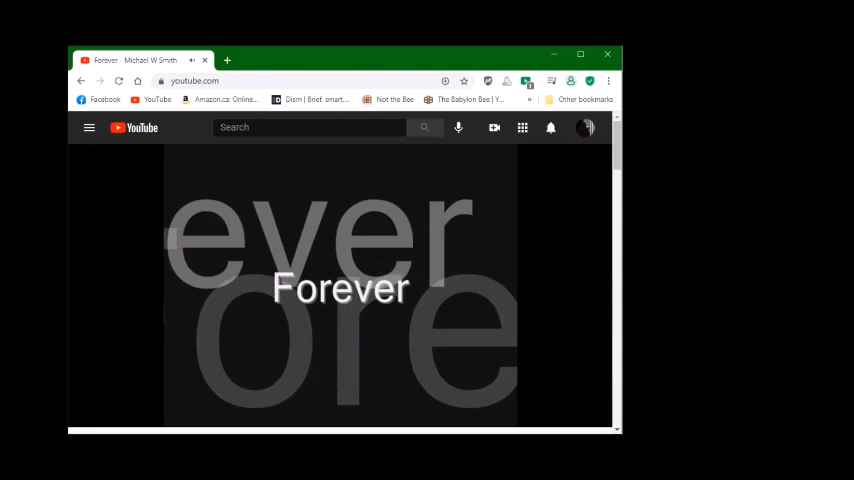 Forever - Michael W Smith
youtube.com
Facebook YouTube Amazon.ca: Online... Dism | Brief, smart,... Not the Bee The Babylon Bee | Y... » Other bookmarks
YouTube Search
ever
Forever
ore